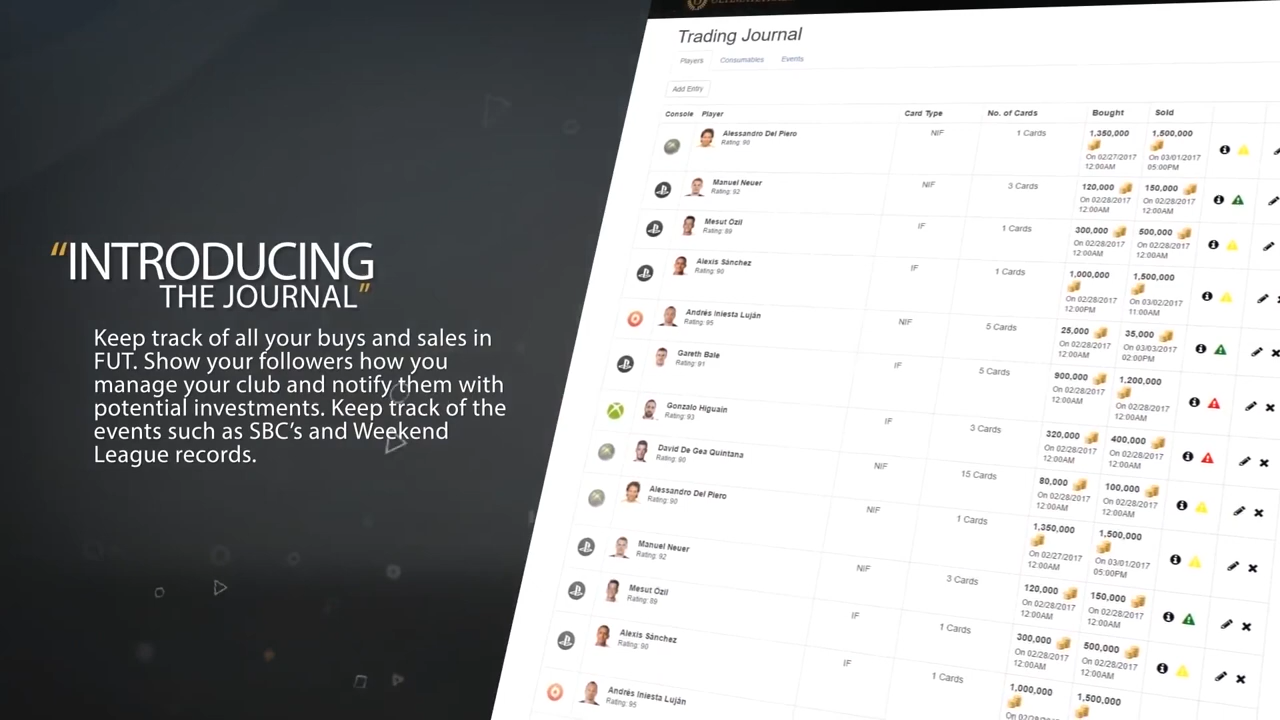 “INTRODUCING
THE JOURNAL”
Keep track of all your buys and sales in
FUT. Show your followers how you
manage your club and notify them with
potential investments. Keep track of the
events such as SBC’s and Weekend
League records.
Trading Journal
Players Consumables Events
Add Entry
Console Player Card Type No. of Cards Bought Sold
Alessandro Del Piero NIF 1 Cards 1,350,000 1,500,000
Rating: 90 On 02/27/2017 12:00AM On 03/01/2017 05:00PM
Manuel Neuer NIF 3 Cards 120,000 150,000
Rating: 92 On 02/28/2017 12:00AM On 02/28/2017 12:00AM
Mesut Özil IF 1 Cards 300,000 500,000
Rating: 89 On 02/28/2017 12:00AM On 02/28/2017 12:00AM
Alexis Sánchez IF 1 Cards 1,000,000 1,500,000
Rating: 90 On 02/28/2017 12:00PM On 03/02/2017 11:00AM
Andrés Iniesta Luján NIF 5 Cards 25,000 35,000
Rating: 95 On 02/28/2017 12:00AM On 03/03/2017 02:00PM
Gareth Bale IF 5 Cards 900,000 1,200,000
Rating: 91 On 02/28/2017 12:00AM On 02/28/2017 12:00AM
Gonzalo Higuaín IF 3 Cards 320,000 400,000
Rating: 93 On 02/28/2017 12:00AM On 02/28/2017 12:00AM
David De Gea Quintana NIF 15 Cards 80,000 100,000
Rating: 90 On 02/28/2017 12:00AM On 02/28/2017 12:00AM
Alessandro Del Piero NIF 1 Cards 1,350,000 1,500,000
Rating: 90 On 02/27/2017 12:00AM On 03/01/2017 05:00PM
Manuel Neuer NIF 3 Cards 120,000 150,000
Rating: 92 On 02/28/2017 12:00AM On 02/28/2017 12:00AM
Mesut Özil IF 1 Cards 300,000 500,000
Rating: 89 On 02/28/2017 12:00AM On 02/28/2017 12:00AM
Alexis Sánchez IF 1 Cards 1,000,000 1,500,000
Rating: 90
Andrés Iniesta Luján
Rating: 95